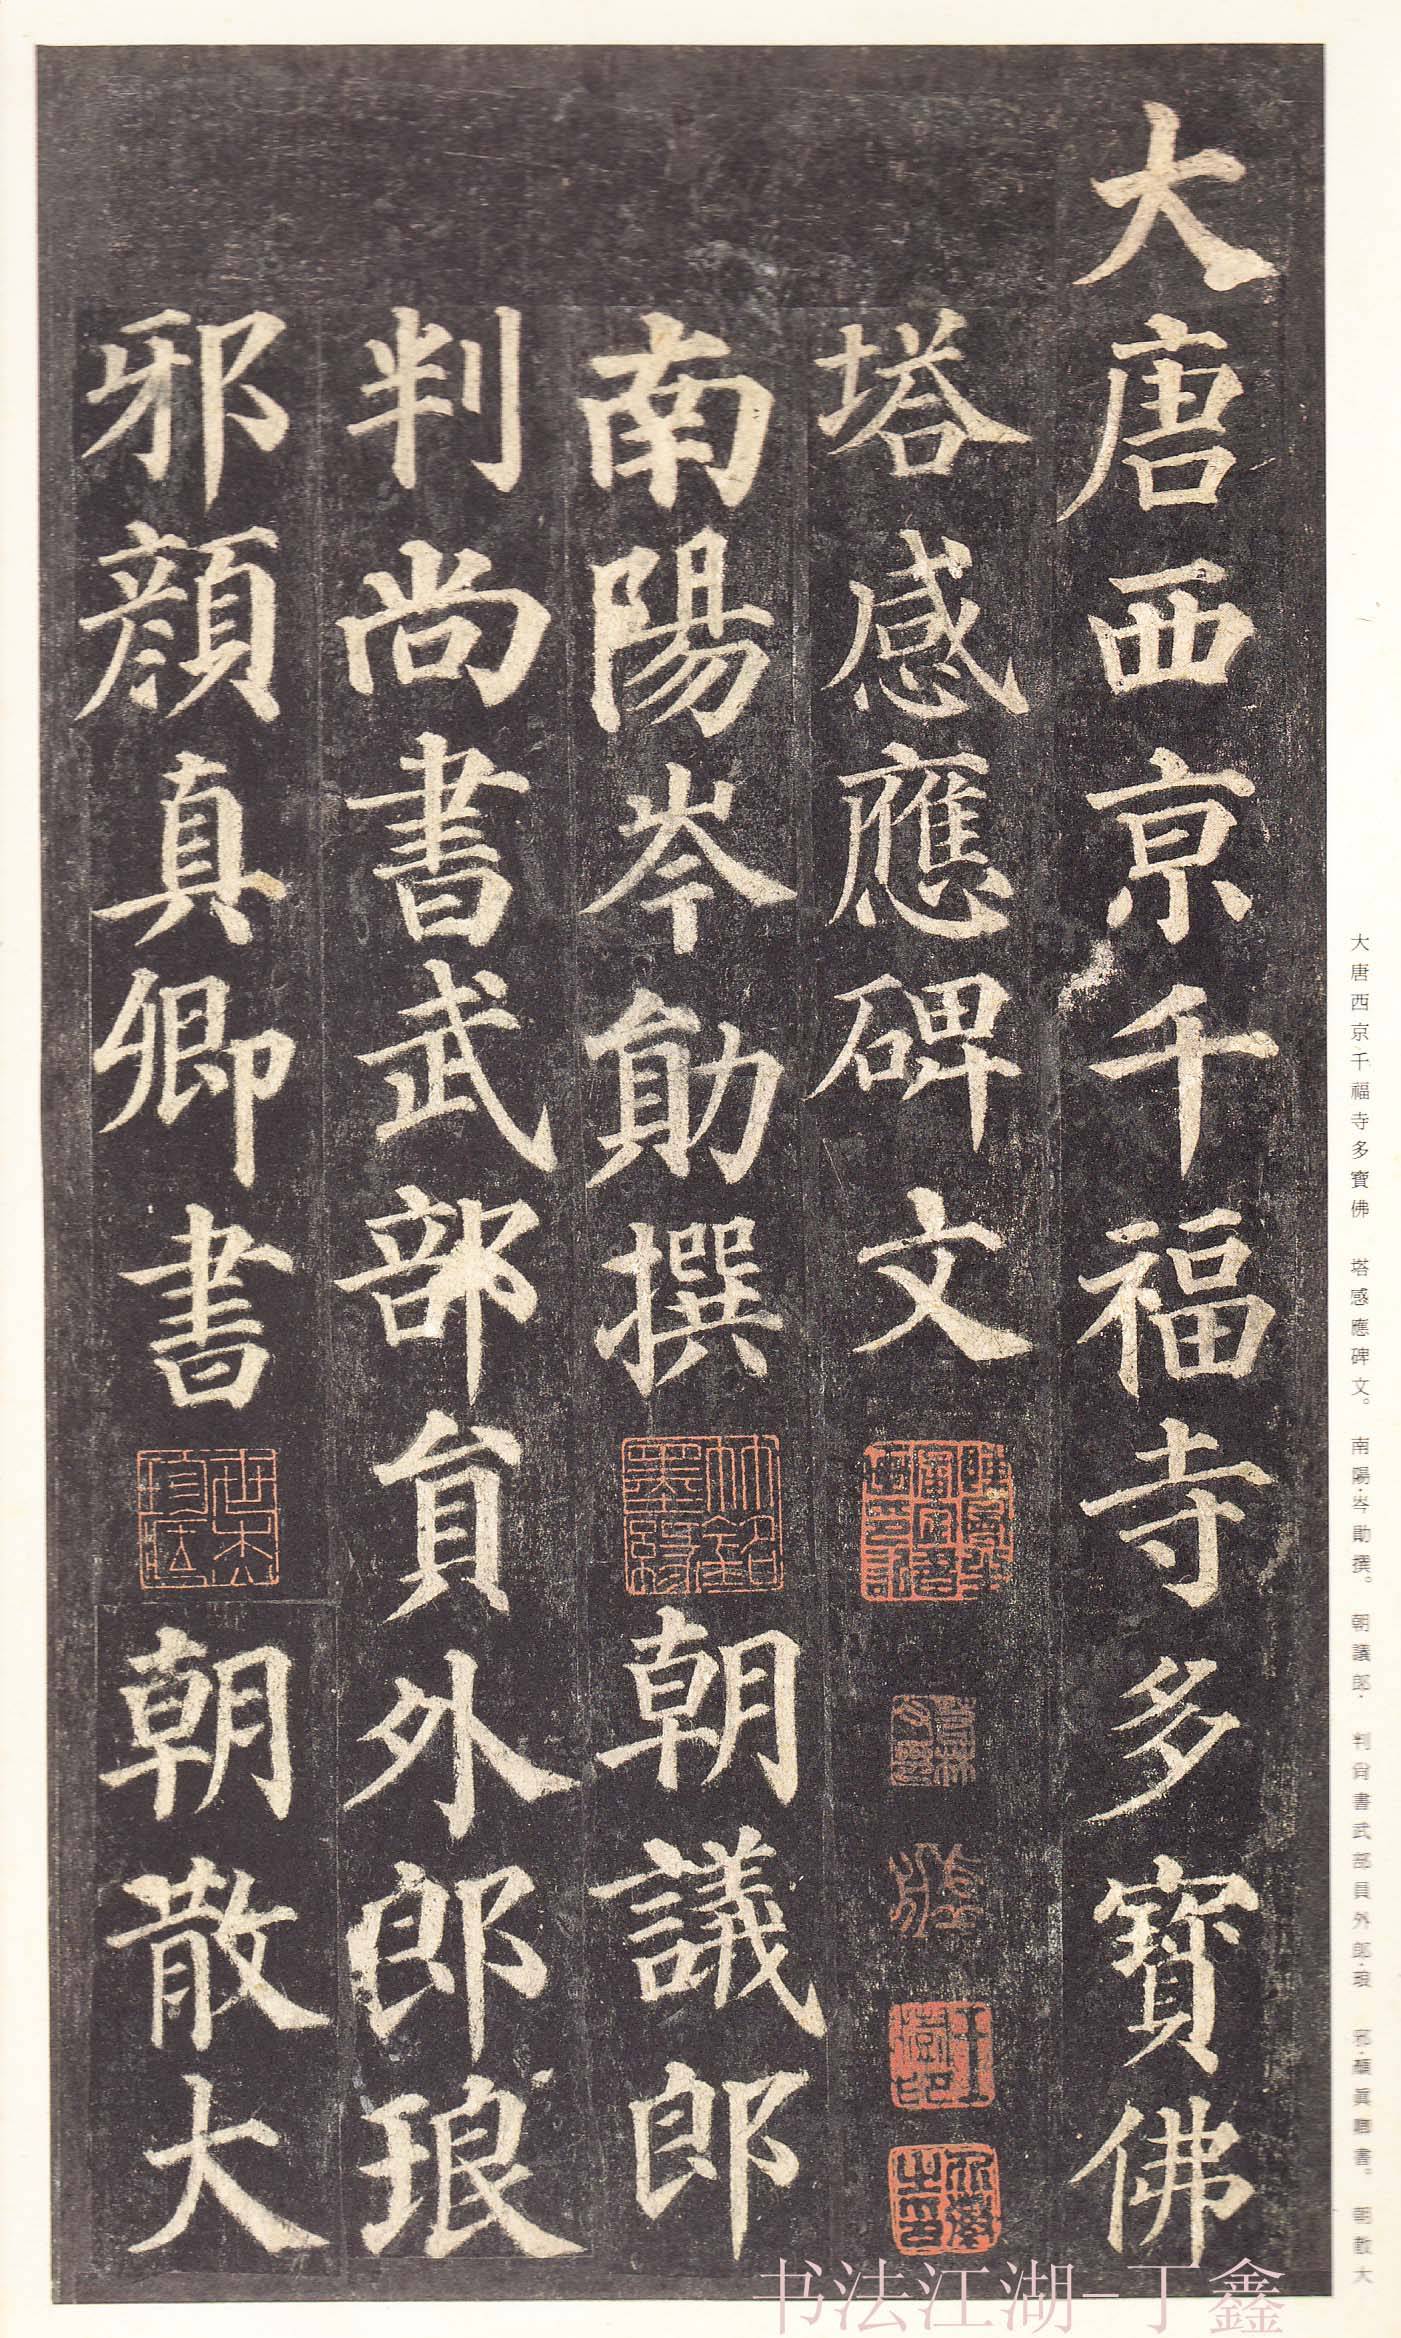 大唐西京千福寺多寶佛
塔感應碑文
南陽岑勛撰 朝議郎
判尚書武部員外郎琅
邪顏真卿書 朝散大
大唐西京千福寺多寶佛 塔感應碑文。 南陽·岑勛撰。 朝議郎· 判尚書武部員外郎·琅 邪·顏真卿書。 朝散大
书法江湖-丁鑫